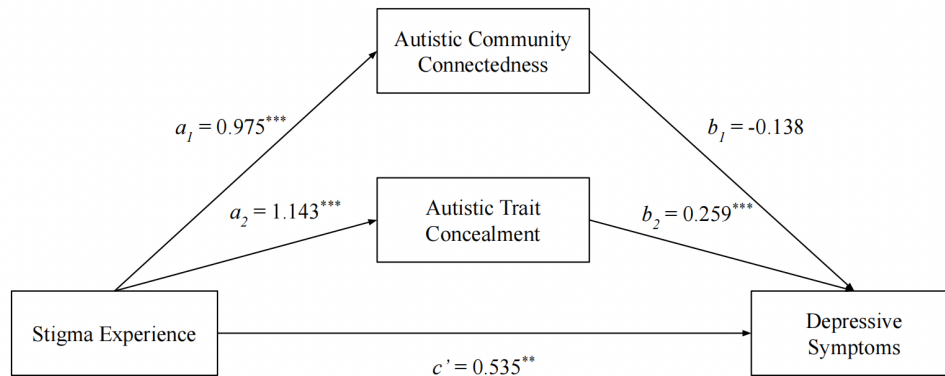 Autistic Community
Connectedness
a₁ = 0.975***
b₁ = -0.138
Autistic Trait
Concealment
a₂ = 1.143***
b₂ = 0.259***
Stigma Experience
Depressive
Symptoms
c’ = 0.535**